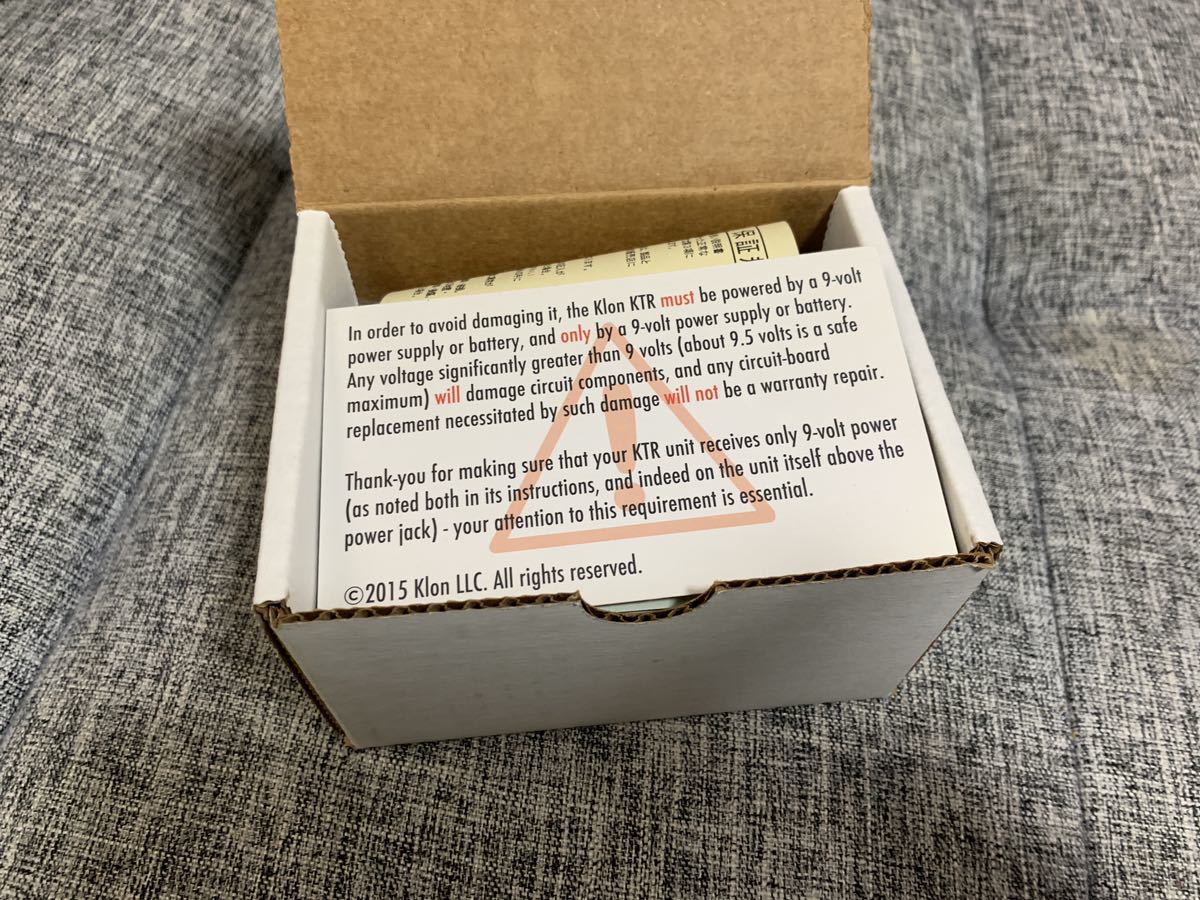 保証
In order to avoid damaging it, the Klon KTR must be powered by a 9-volt
power supply or battery, and only by a 9-volt power supply or battery.
Any voltage significantly greater than 9 volts (about 9.5 volts is a safe
maximum) will damage circuit components, and any circuit-board
replacement necessitated by such damage will not be a warranty repair.
Thank-you for making sure that your KTR unit receives only 9-volt power
(as noted both in its instructions, and indeed on the unit itself above the
power jack) - your attention to this requirement is essential.
©2015 Klon LLC. All rights reserved.